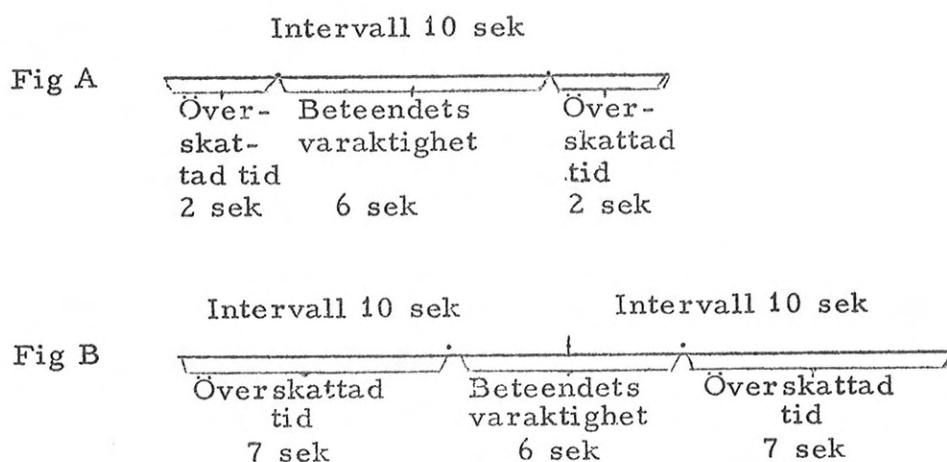 Intervall 10 sek
Fig A
Över- Beteendets Över-
skat- varaktighet skattad
tad tid tid
2 sek 6 sek 2 sek
Intervall 10 sek Intervall 10 sek
Fig B
Överskattad Beteendets Överskattad
tid varaktighet tid
7 sek 6 sek 7 sek